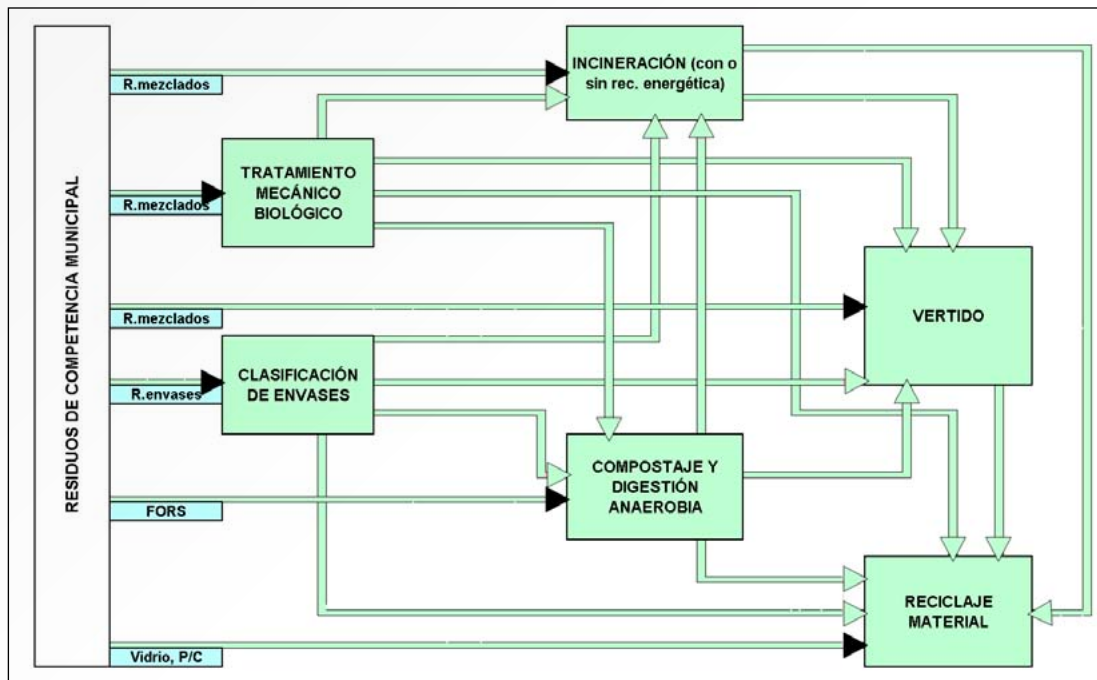 RESIDUOS DE COMPETENCIA MUNICIPAL
R.mezclados
R.mezclados
R.mezclados
R.envases
FORS
Vidrio, P/C
INCINERACIÓN (con o
sin rec. energética)
TRATAMIENTO
MECÁNICO
BIOLÓGICO
VERTIDO
CLASIFICACIÓN
DE ENVASES
COMPOSTAJE Y
DIGESTIÓN
ANAEROBIA
RECICLAJE
MATERIAL